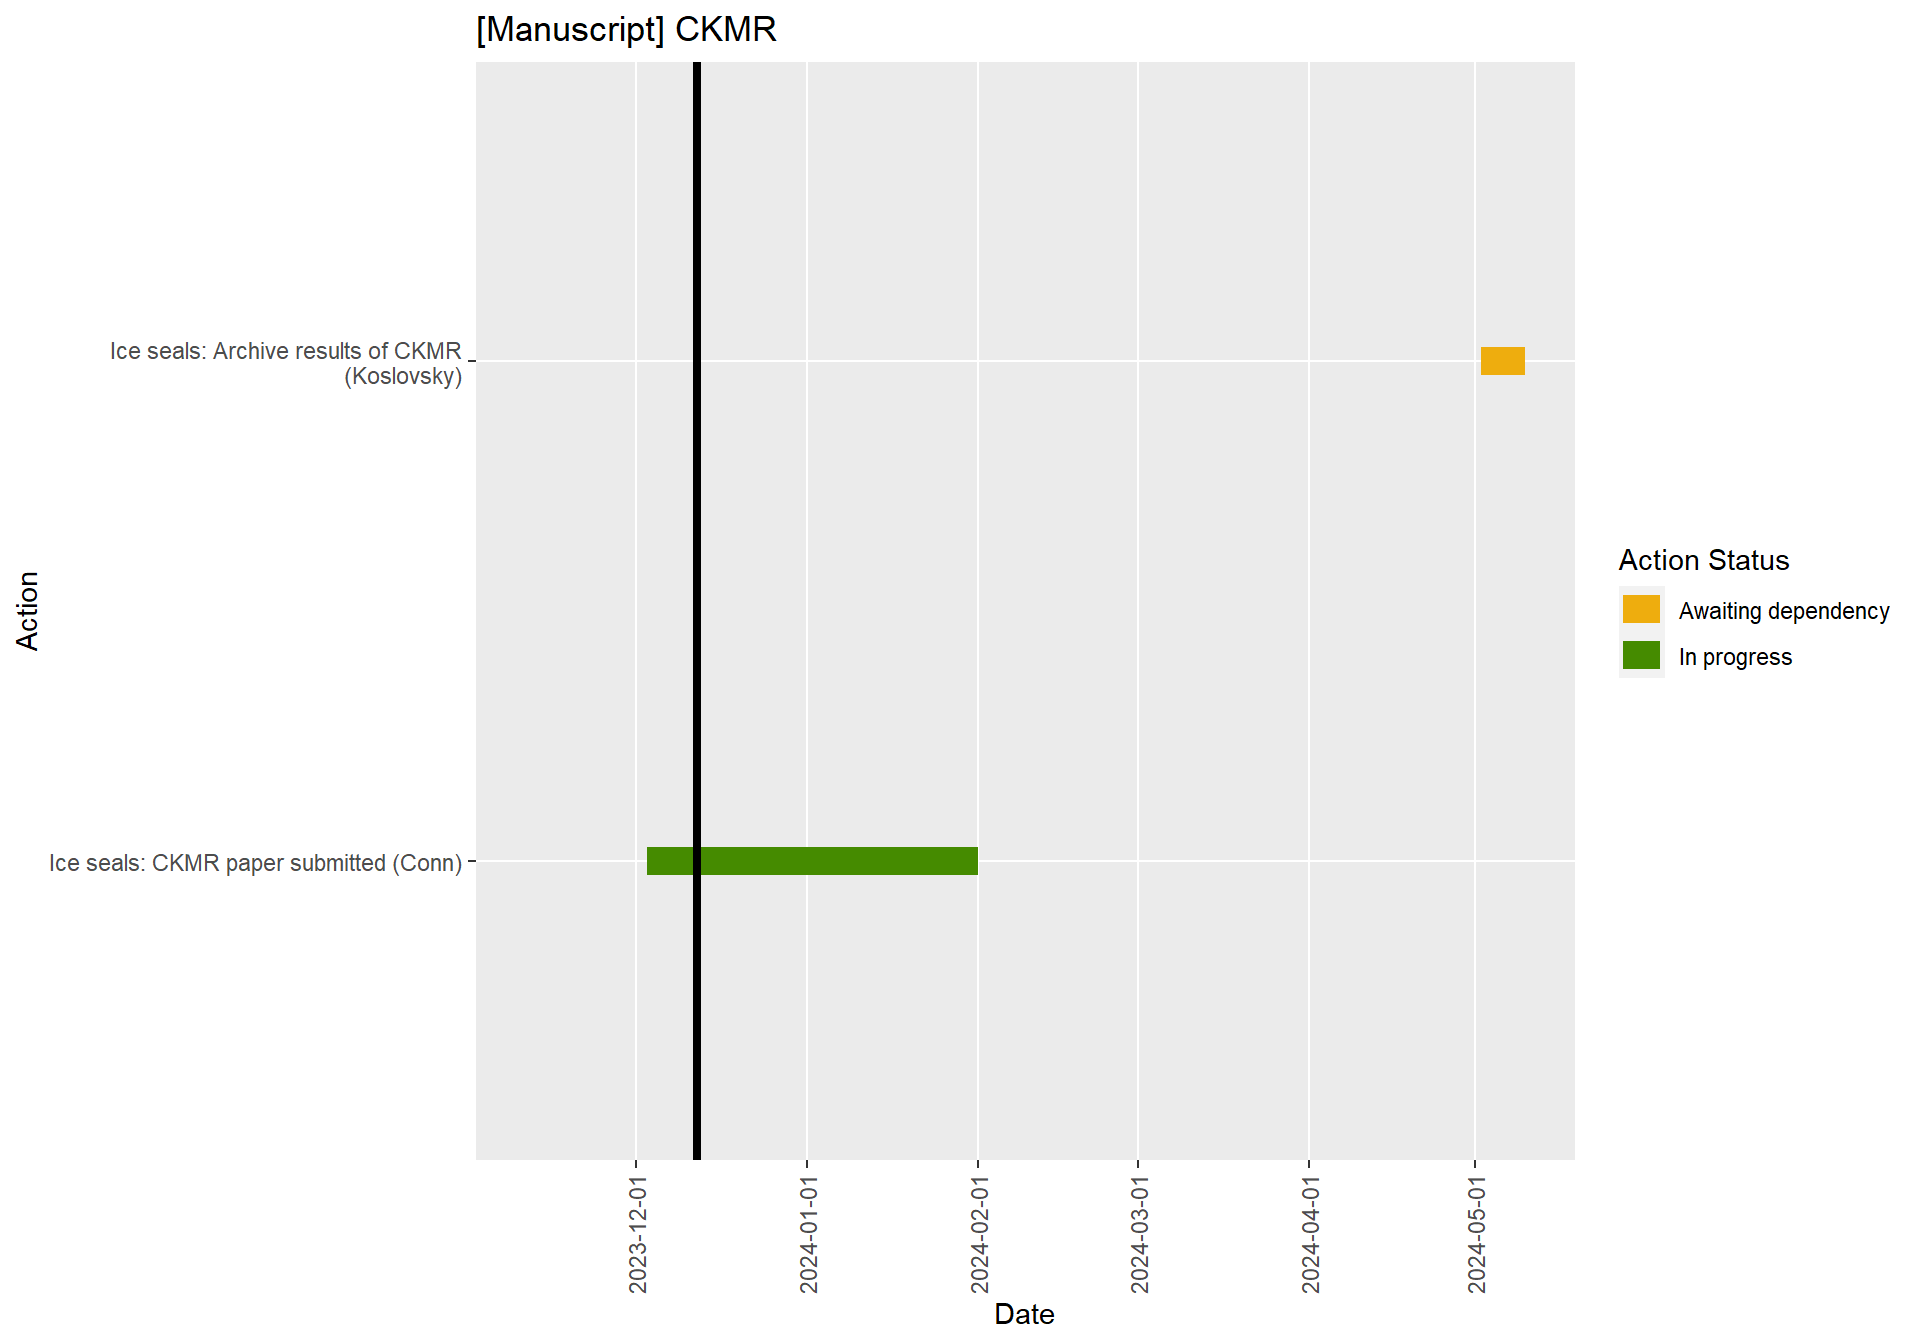 [Manuscript] CKMR
Action
Ice seals: Archive results of CKMR
(Koslovsky)
Ice seals: CKMR paper submitted (Conn)
2023-12-01
2024-01-01
2024-02-01
2024-03-01
2024-04-01
2024-05-01
Date
Action Status
Awaiting dependency
In progress